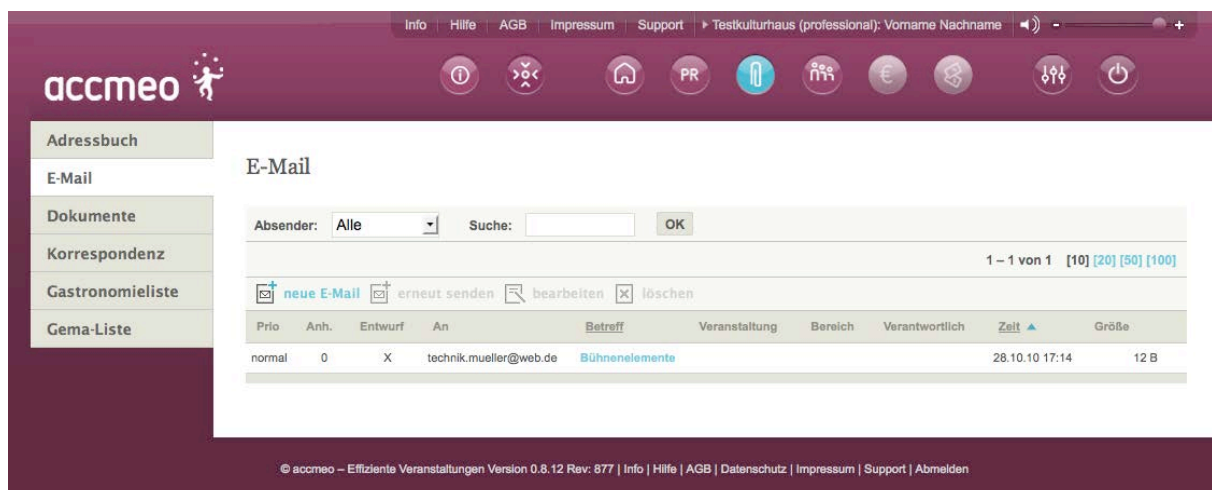 Info Hilfe AGB Impressum Support Testkulturhaus (professional): Vorname Nachname - +
accmeo PR €
Adressbuch
E-Mail
Dokumente
Korrespondenz
Gastronomieliste
Gema-Liste
E-Mail
Absender: Alle Suche: OK
1 – 1 von 1 [10] [20] [50] [100]
neue E-Mail erneut senden bearbeiten löschen
Prio Anh. Entwurf An Betreff Veranstaltung Bereich Verantwortlich Zeit Größe
normal 0 X technik.mueller@web.de Bühnenelemente 28.10.10 17:14 12 B
© accmeo – Effiziente Veranstaltungen Version 0.8.12 Rev: 877 | Info | Hilfe | AGB | Datenschutz | Impressum | Support | Abmelden